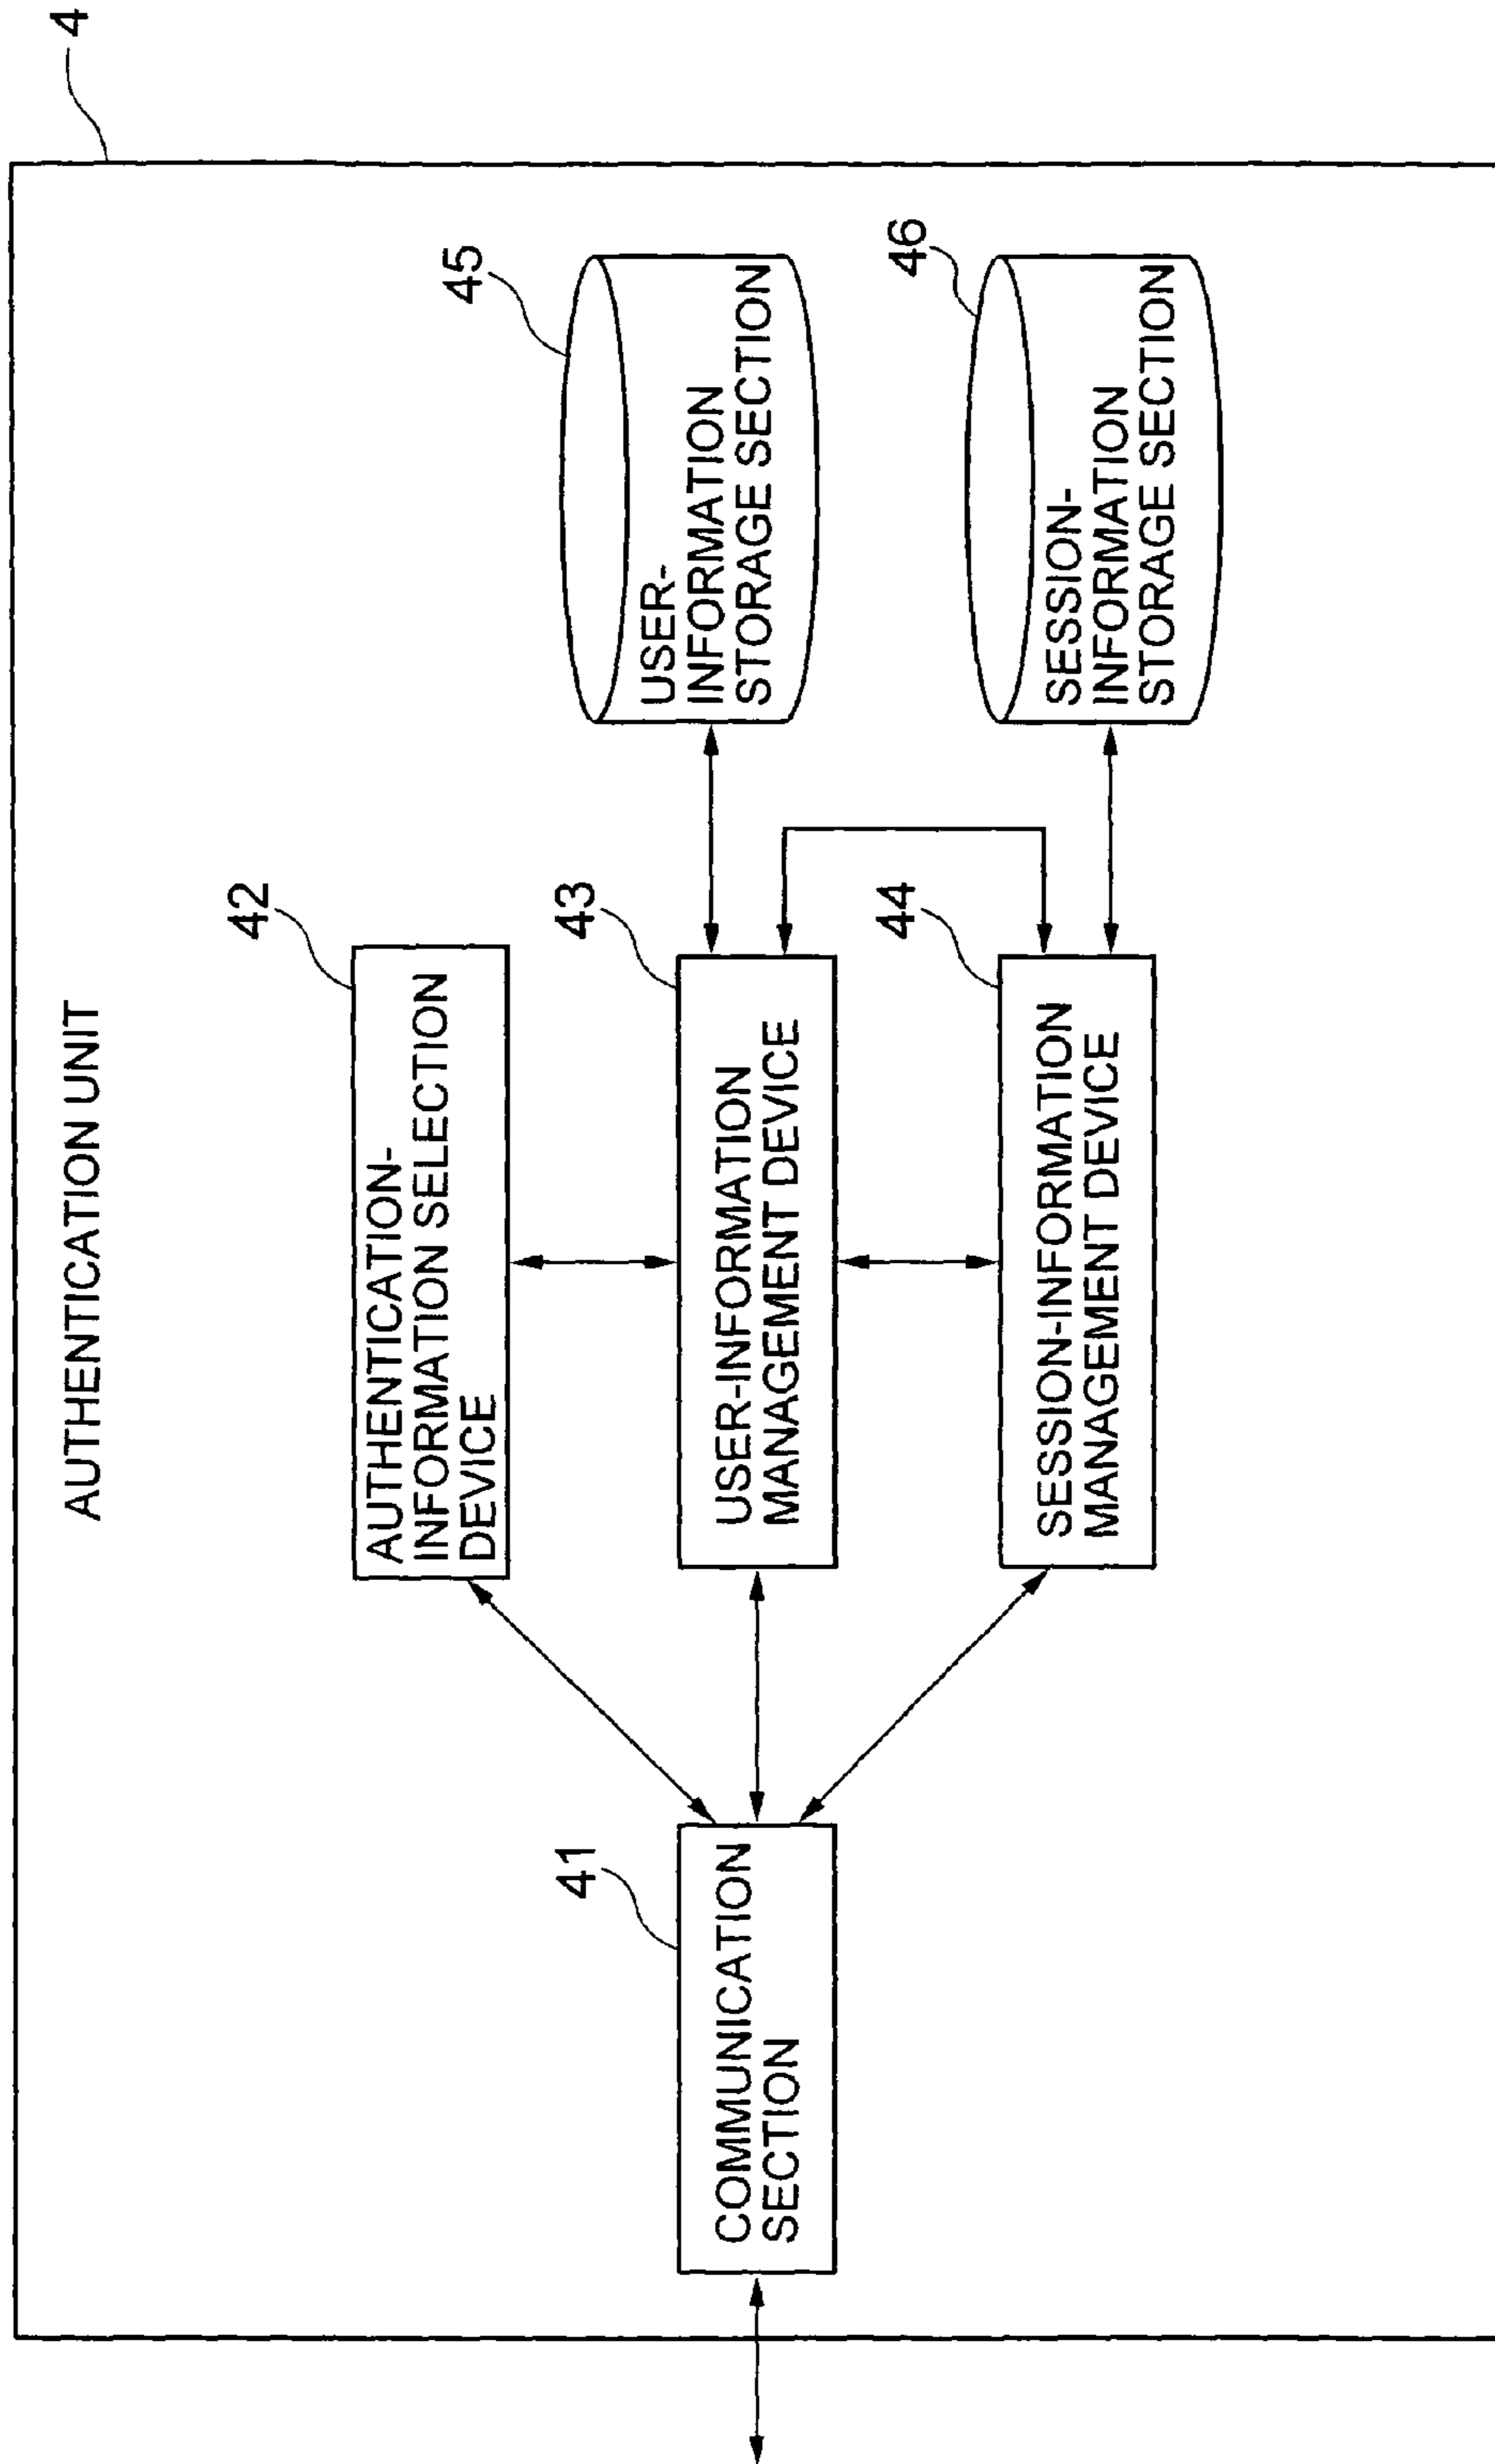 4
AUTHENTICATION UNIT
42
AUTHENTICATION-
INFORMATION SELECTION
DEVICE
41
COMMUNICATION
SECTION
43
USER-INFORMATION
MANAGEMENT DEVICE
45
USER-
INFORMATION
STORAGE SECTION
44
SESSION-INFORMATION
MANAGEMENT DEVICE
46
SESSION-
INFORMATION
STORAGE SECTION